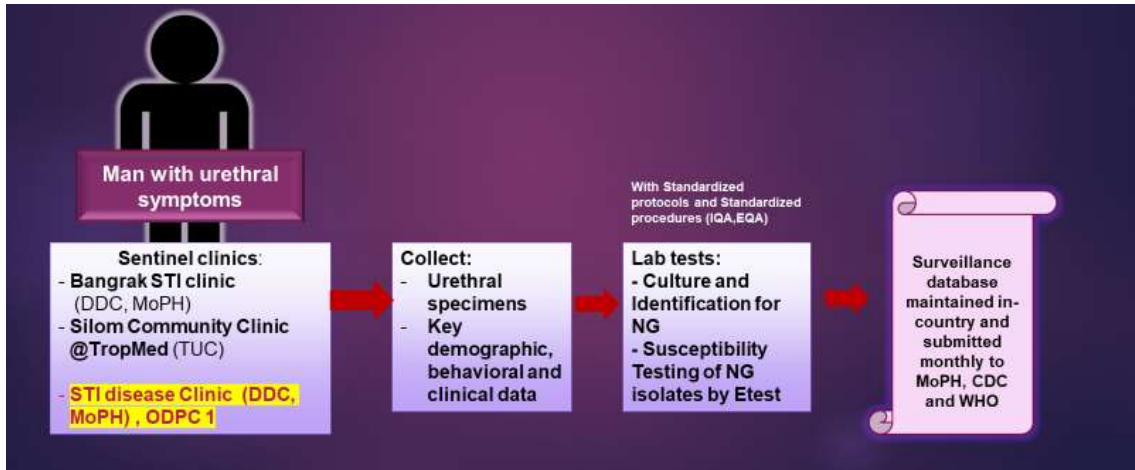 Man with urethral
symptoms
Sentinel clinics:
- Bangrak STI clinic
(DDC, MoPH)
- Silom Community Clinic
@TropMed (TUC)
- STI disease Clinic (DDC,
MoPH) , ODPC 1
Collect:
- Urethral
specimens
- Key
demographic,
behavioral and
clinical data
With Standardized
protocols and Standardized
procedures (IQA,EQA)
Lab tests:
- Culture and
Identification for
NG
- Susceptibility
Testing of NG
isolates by Etest
Surveillance
database
maintained in-
country and
submitted
monthly to
MoPH, CDC
and WHO